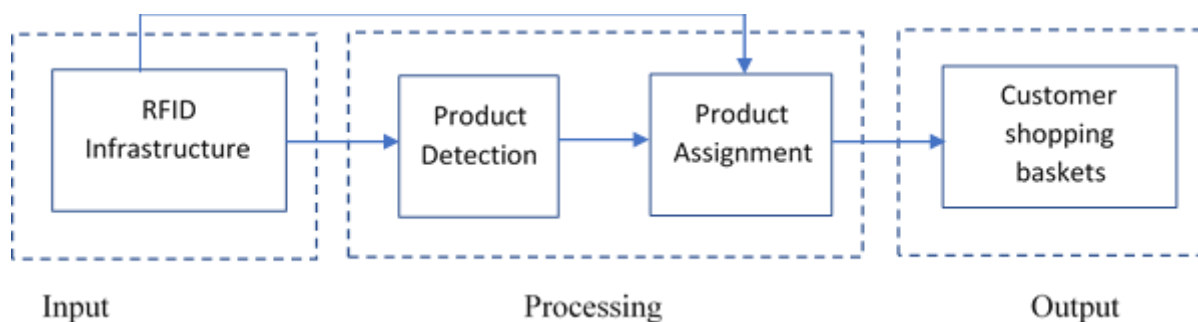 RFID
Infrastructure
Product
Detection
Product
Assignment
Customer
shopping
baskets
Input
Processing
Output